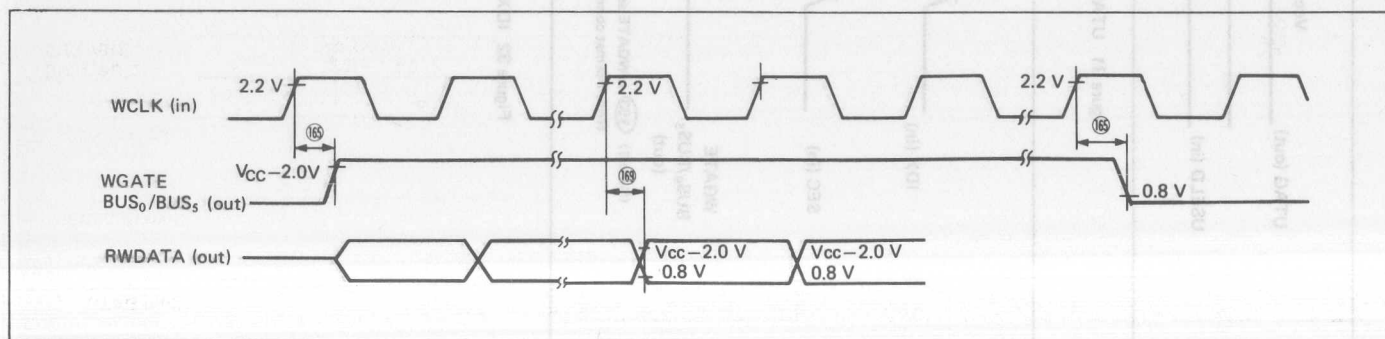 2.2 V
2.2 V
2.2 V
WCLK (in)
165
165
VCC−2.0V
WGATE
BUS0/BUS5 (out)
169
0.8 V
RWDATA (out)
Vcc−2.0 V
Vcc−2.0 V
0.8 V
0.8 V